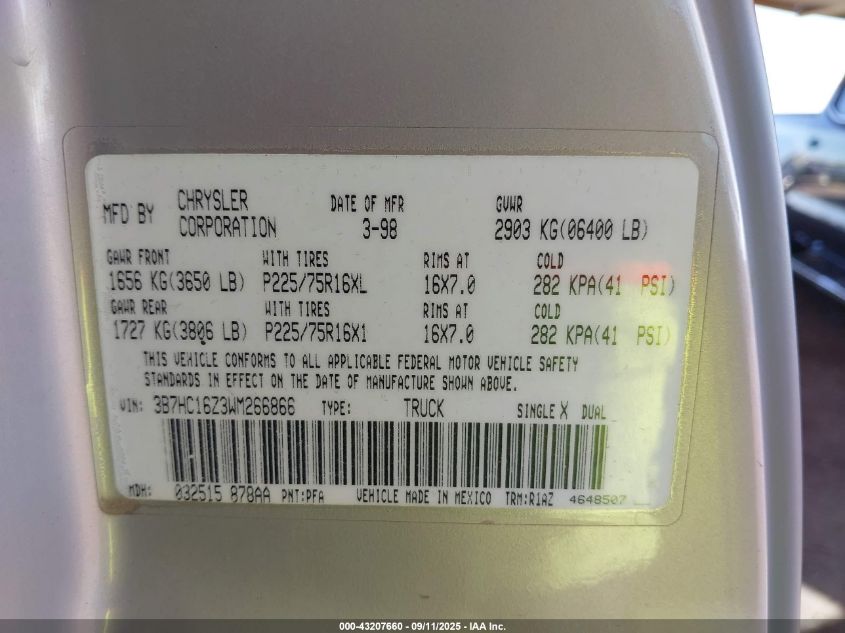 MFD BY CHRYSLER CORPORATION DATE OF MFR 3-98 GVWR 2903 KG(06400 LB)
GAWR FRONT WITH TIRES RIMS AT COLD
1656 KG(3650 LB) P225/75R16XL 16X7.0 282 KPA(41 PSI)
GAWR REAR WITH TIRES RIMS AT COLD
1727 KG(3806 LB) P225/75R16X1 16X7.0 282 KPA(41 PSI)
THIS VEHICLE CONFORMS TO ALL APPLICABLE FEDERAL MOTOR VEHICLE SAFETY
STANDARDS IN EFFECT ON THE DATE OF MANUFACTURE SHOWN ABOVE.
VIN: 3B7HC16Z3WM266866 TYPE: TRUCK SINGLE X DUAL
MDH: 032515 878AA PNT:PFA VEHICLE MADE IN MEXICO TRM:R1AZ 4648507
000-43207660 - 09/11/2025 - IAA Inc.